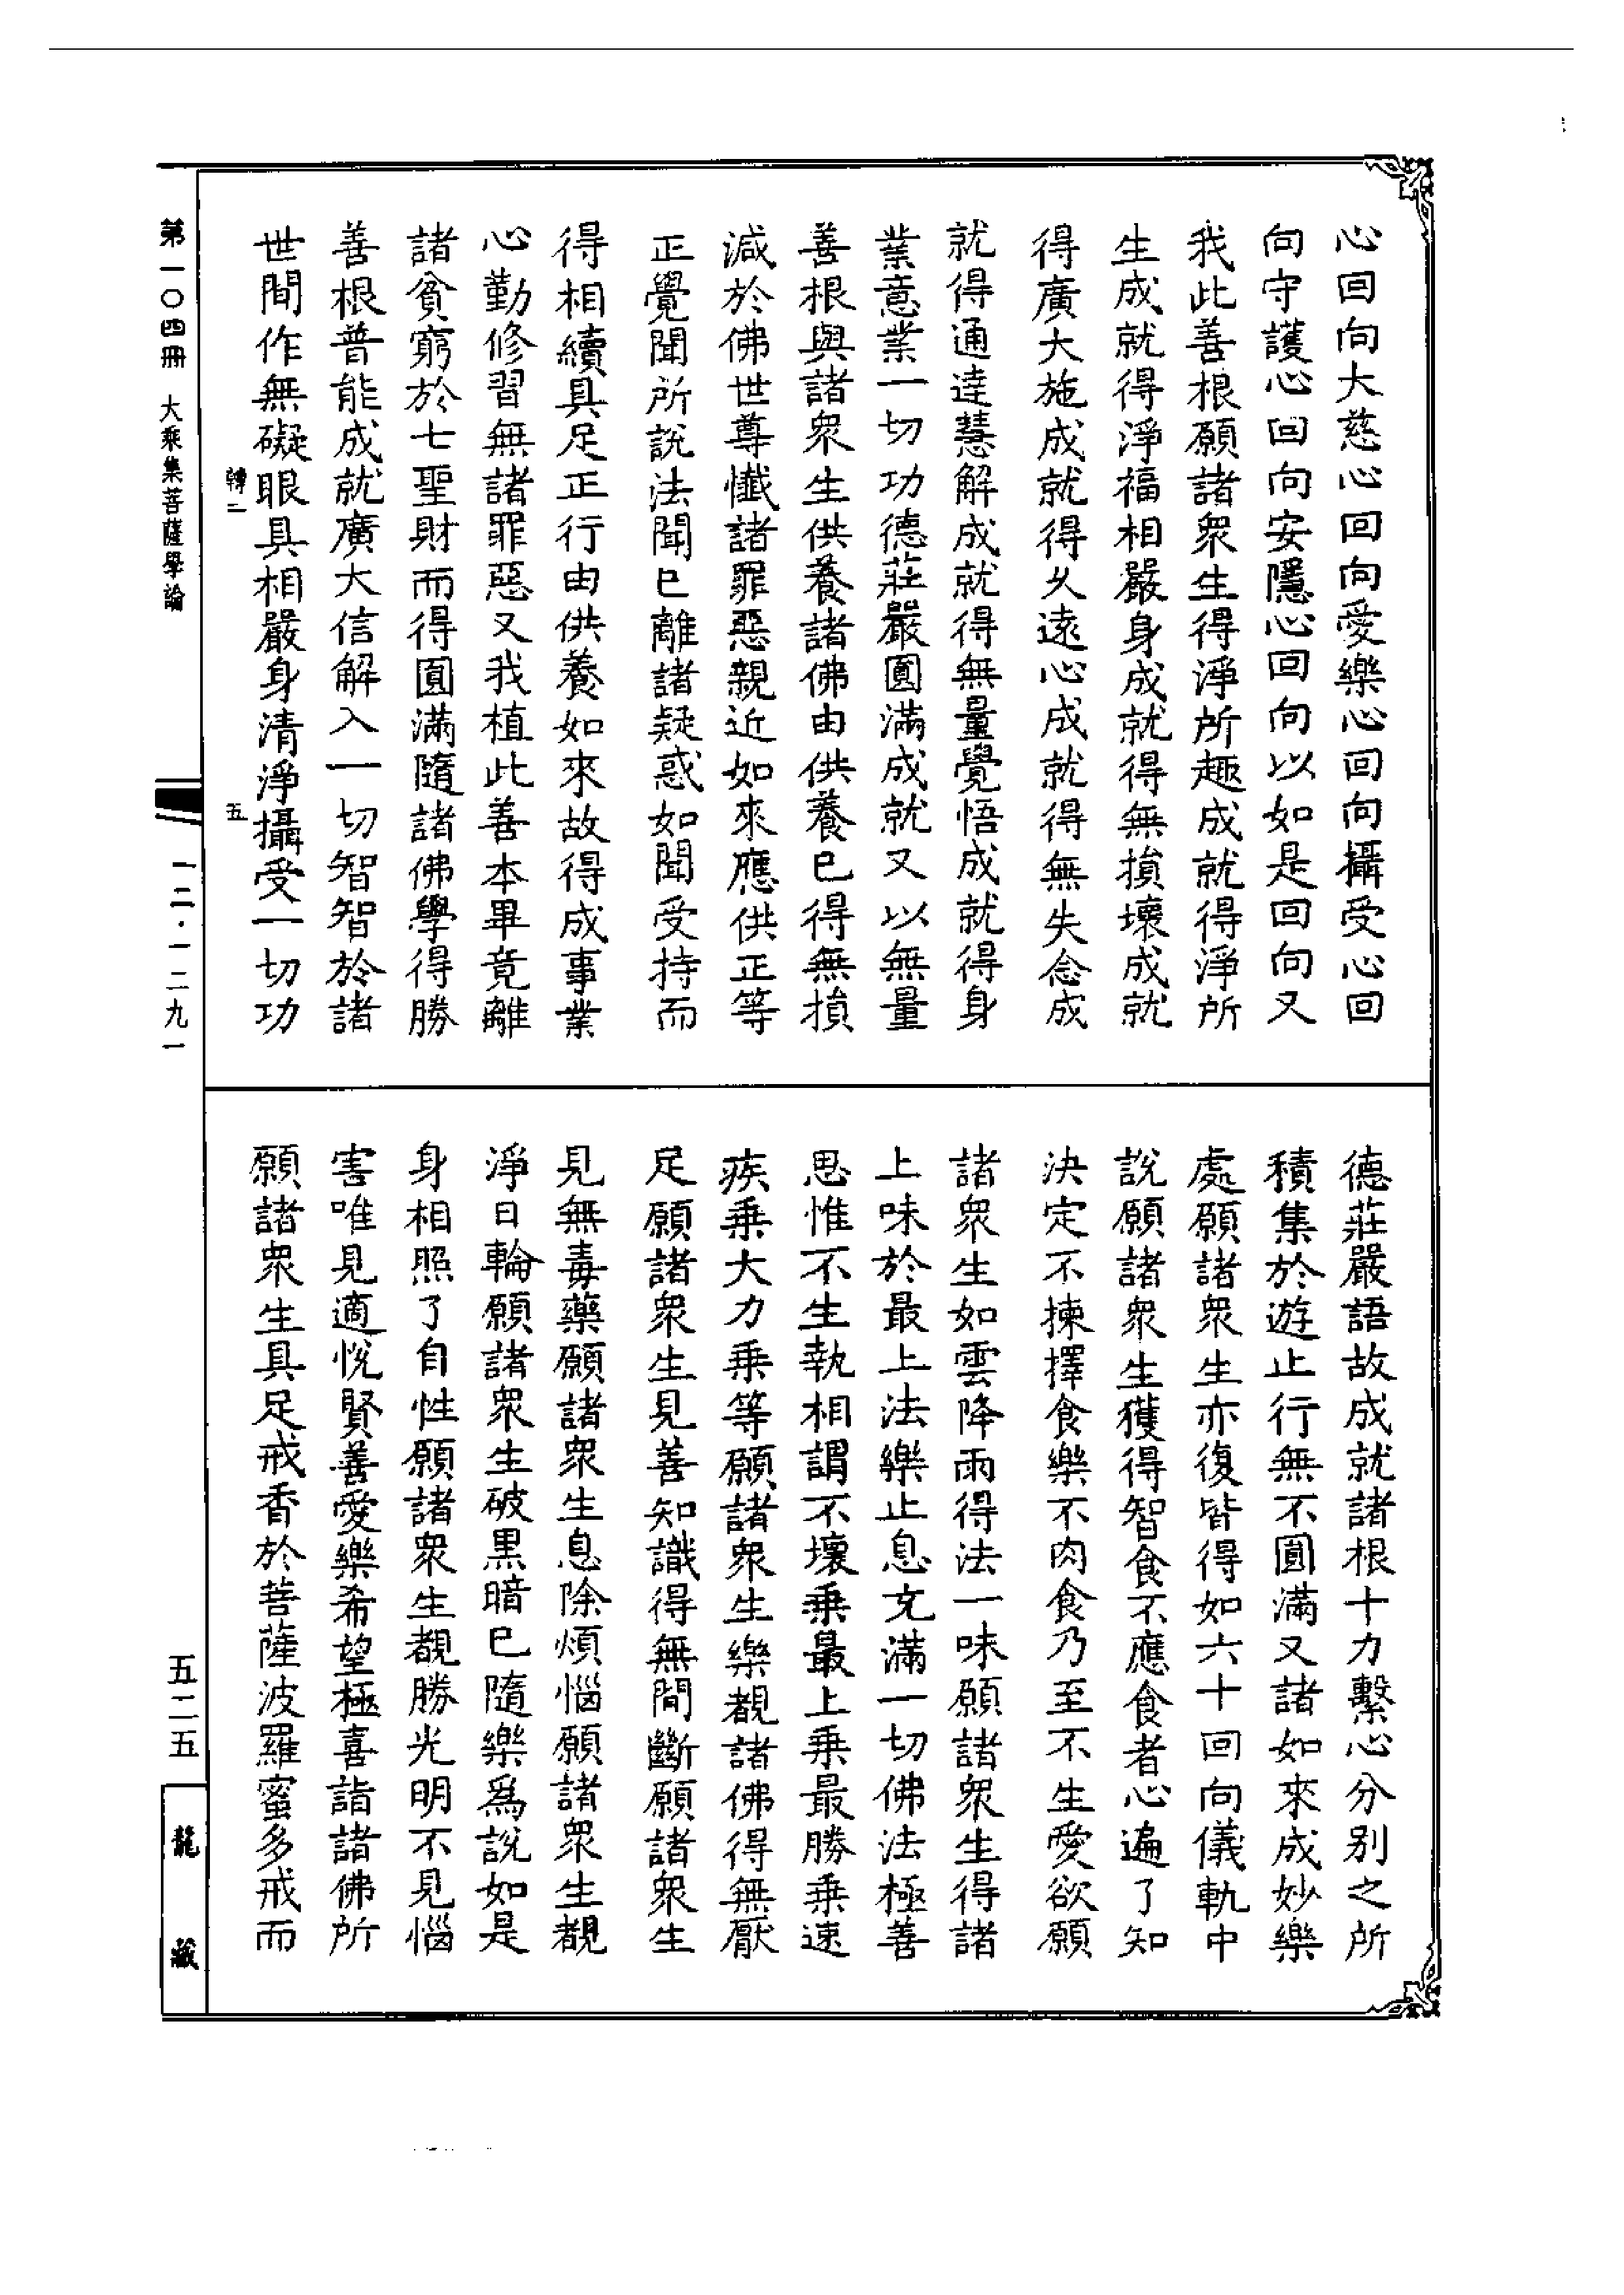 心回向大慈心回向愛樂心回向攝受心回
向守護心回向安隱心回向以如是回向又
我此善根願諸衆生得淨所趣成就得淨所
生成就得淨福相嚴身成就得無損壞成就
得廣大施成就得久遠心成就得無失念成
就得通達慧解成就得無量覺悟成就得身
業意業一切功德莊嚴圓滿成就又以無量
善根與諸衆生供養諸佛由供養已得無損
減於佛世尊懺諸罪惡親近如來應供正等
正覺聞所說法聞已離諸疑惑如聞受持而
得相續具足正行由供養如來故得成事業
心勤修習無諸罪惡又我植此善本畢竟離
諸貧窮於七聖財而得圓滿隨諸佛學得勝
善根普能成就廣大信解入一切智智於諸
世間作無礙眼具相嚴身清淨攝受一切功
德莊嚴語故成就諸根十力繫心分別之所
積集於遊止行無不圓滿又諸如來成妙樂
處願諸衆生亦復皆得如六十回向儀軌中
說願諸衆生獲得智食不應食者心遍了知
決定不揀擇食樂不肉食乃至不生愛欲願
諸衆生如雲降雨得法一味願諸衆生得諸
上味於最上法樂止息充滿一切佛法極善
思惟不生執相謂不壞乘最上乘最勝乘速
疾乘大力乘等願諸衆生樂覩諸佛得無厭
足願諸衆生見善知識得無間斷願諸衆生
見無毒藥願諸衆生息除煩惱願諸衆生覩
淨日輪願諸衆生破黑暗已隨樂爲說如是
身相照了自性願諸衆生覩勝光明不見惱
害唯見適悅賢善愛樂希望極喜詣諸佛所
願諸衆生具足戒香於菩薩波羅蜜多戒而
轉二
五
第一〇四冊
大乘集菩薩學論
一二·一二九一
五二五
龍藏